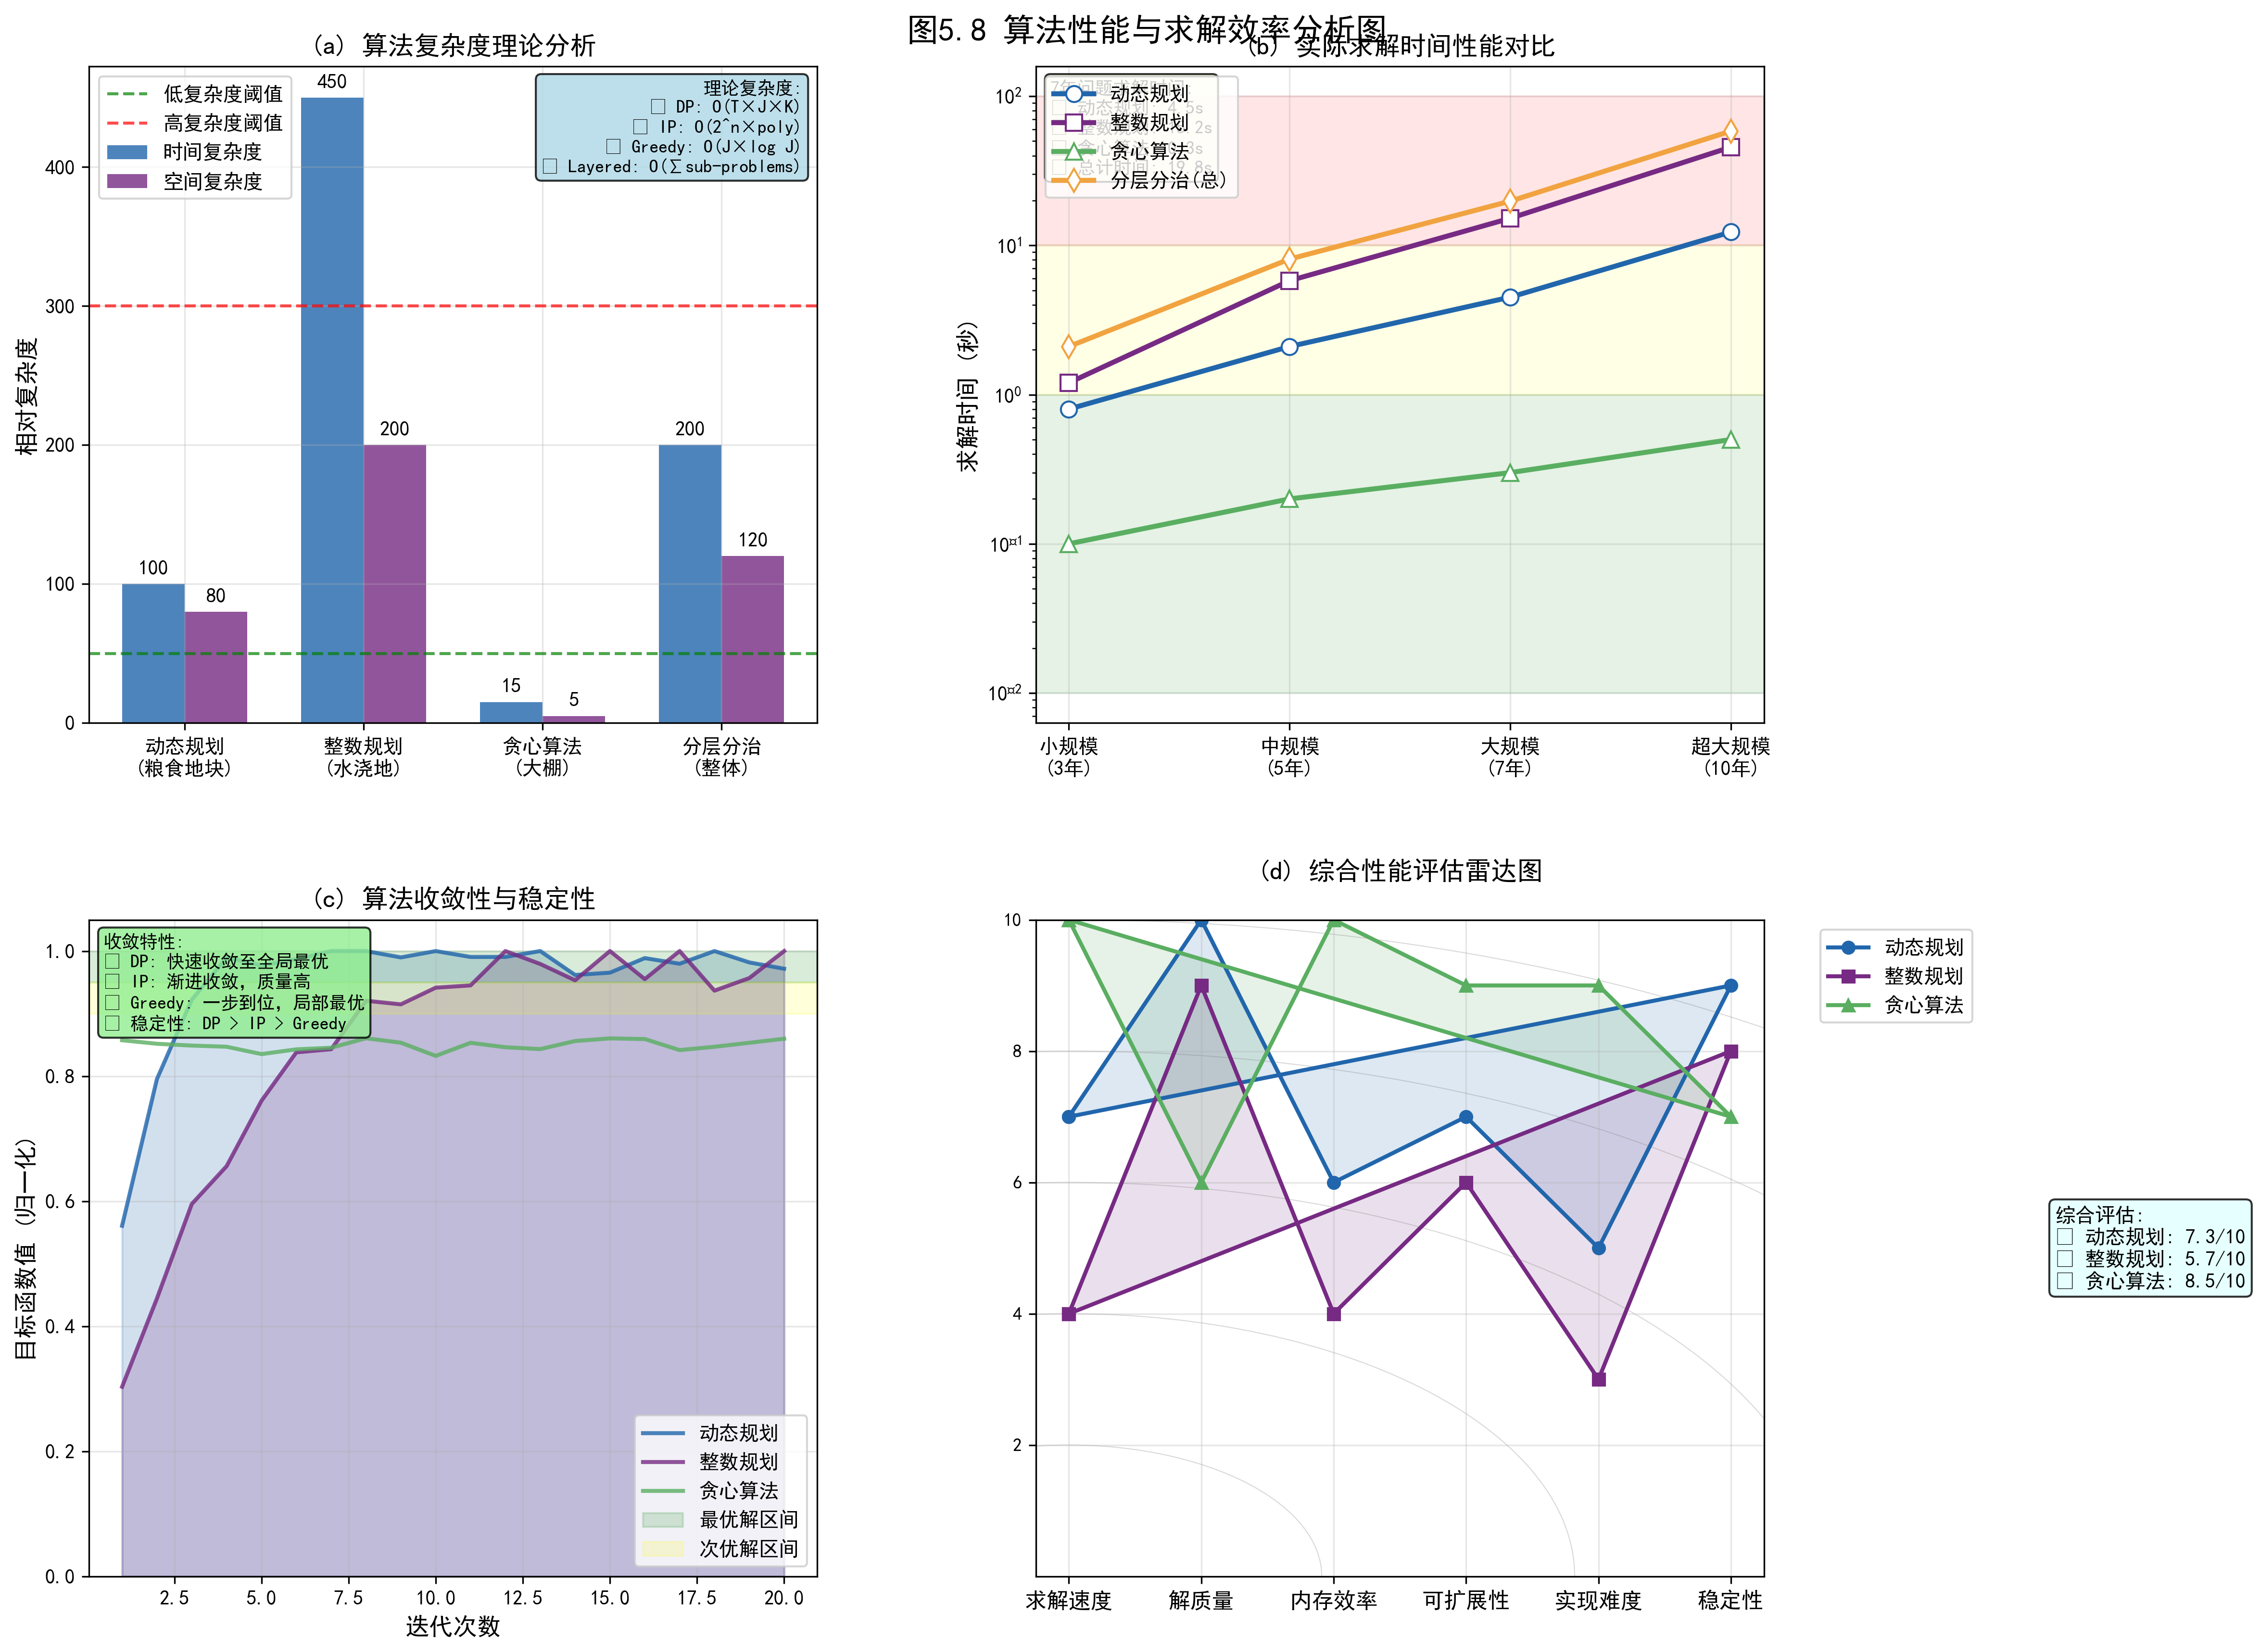 图5.8 算法性能与求解效率分析图
(a) 算法复杂度理论分析
低复杂度阈值
高复杂度阈值
时间复杂度
空间复杂度
理论复杂度:
□ DP: O(T×J×K)
□ IP: O(2^n×poly)
□ Greedy: O(J×log J)
□ Layered: O(∑sub-problems)
相对复杂度
400
300
200
100
0
450
200
200
120
100
80
15
5
动态规划
(粮食地块)
整数规划
(水浇地)
贪心算法
(大棚)
分层分治
(整体)
(b) 实际求解时间性能对比
动态规划
整数规划
贪心算法
分层分治(总)
求解时间 (秒)
10²
10¹
10⁰
10¤1
10¤2
小规模
(3年)
中规模
(5年)
大规模
(7年)
超大规模
(10年)
(c) 算法收敛性与稳定性
收敛特性:
□ DP: 快速收敛至全局最优
□ IP: 渐进收敛, 质量高
□ Greedy: 一步到位, 局部最优
□ 稳定性: DP > IP > Greedy
目标函数值 (归一化)
1.0
0.8
0.6
0.4
0.2
0.0
动态规划
整数规划
贪心算法
最优解区间
次优解区间
2.5
5.0
7.5
10.0
12.5
15.0
17.5
20.0
迭代次数
(d) 综合性能评估雷达图
10
8
6
4
2
求解速度
解质量
内存效率
可扩展性
实现难度
稳定性
动态规划
整数规划
贪心算法
综合评估:
□ 动态规划: 7.3/10
□ 整数规划: 5.7/10
□ 贪心算法: 8.5/10